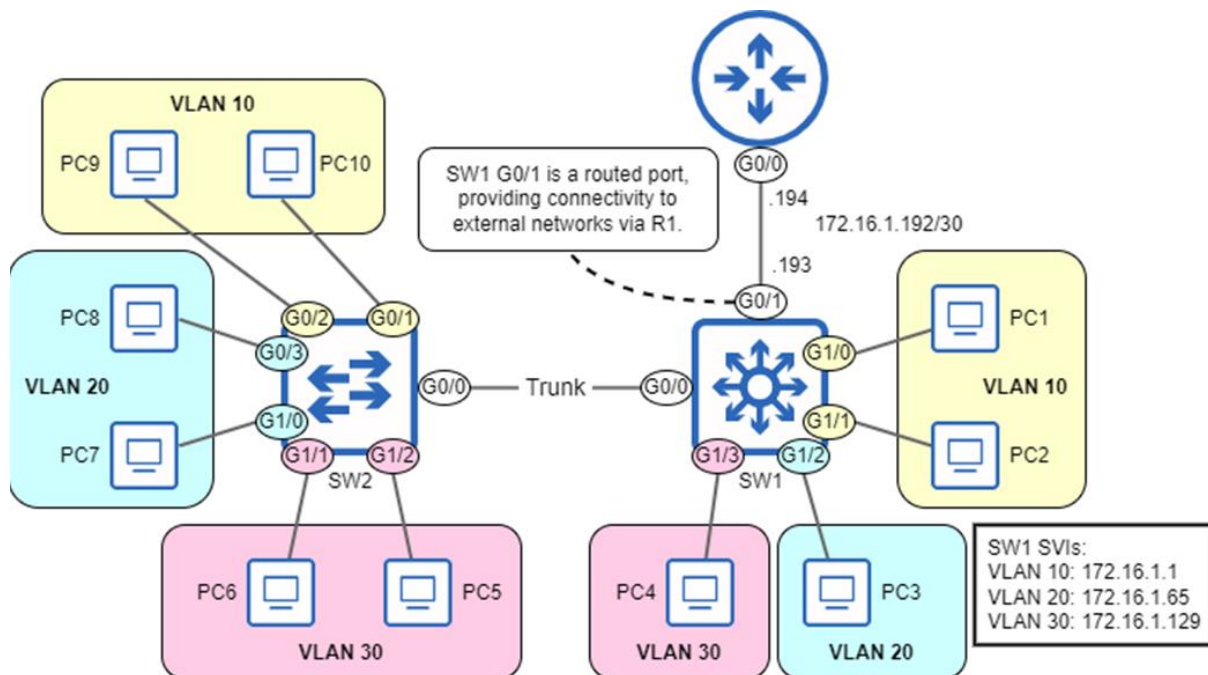 VLAN 10
PC9
PC10
SW1 G0/1 is a routed port,
providing connectivity to
external networks via R1.
G0/0
.194
172.16.1.192/30
.193
G0/1
PC8
VLAN 20
PC7
G0/2
G0/1
G0/3
G1/0
G1/1
G1/2
SW2
G0/0
Trunk
G0/0
G1/0
G1/1
G1/3
G1/2
SW1
PC1
VLAN 10
PC2
PC6
PC5
VLAN 30
PC4
VLAN 30
PC3
VLAN 20
SW1 SVIs:
VLAN 10: 172.16.1.1
VLAN 20: 172.16.1.65
VLAN 30: 172.16.1.129